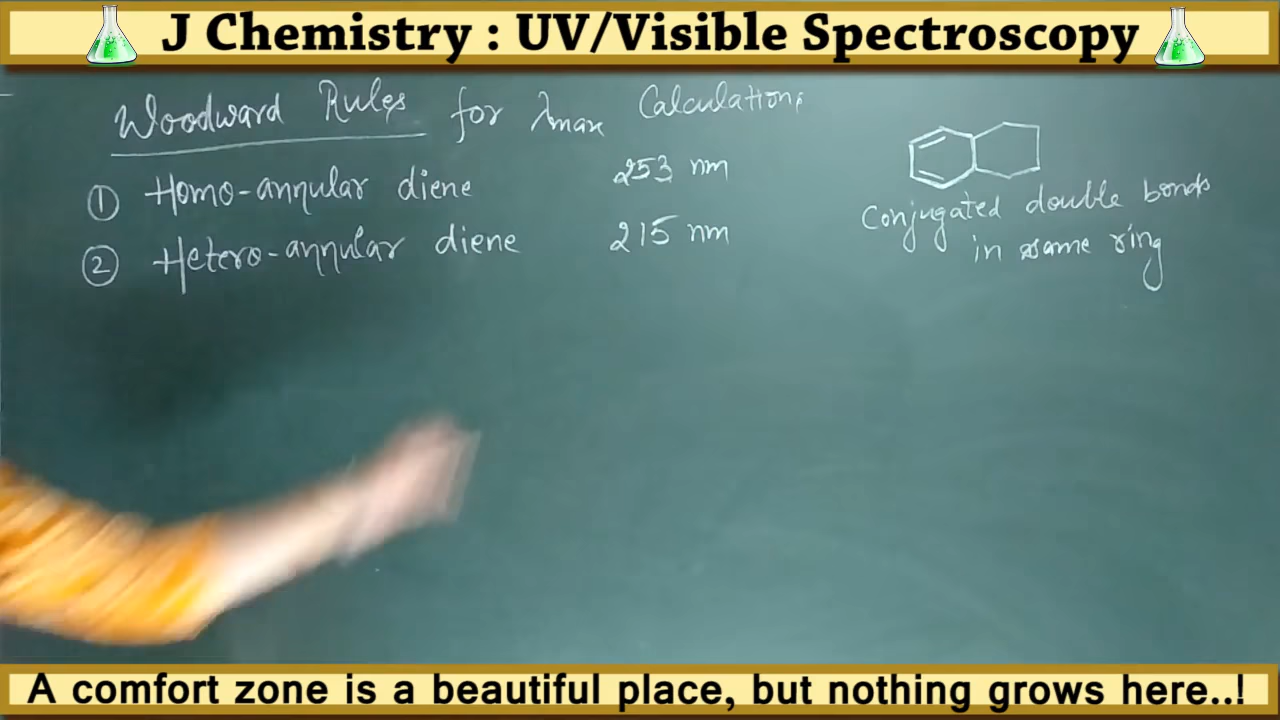 J Chemistry : UV/Visible Spectroscopy
Woodward Rules for λmax Calculation:
① Homo-annular diene 253 nm
② Hetero-annular diene 215 nm
Conjugated double bonds
in same ring
A comfort zone is a beautiful place, but nothing grows here..!